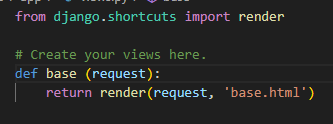 from django.shortcuts import render
# Create your views here.
def base (request):
    return render(request, 'base.html')